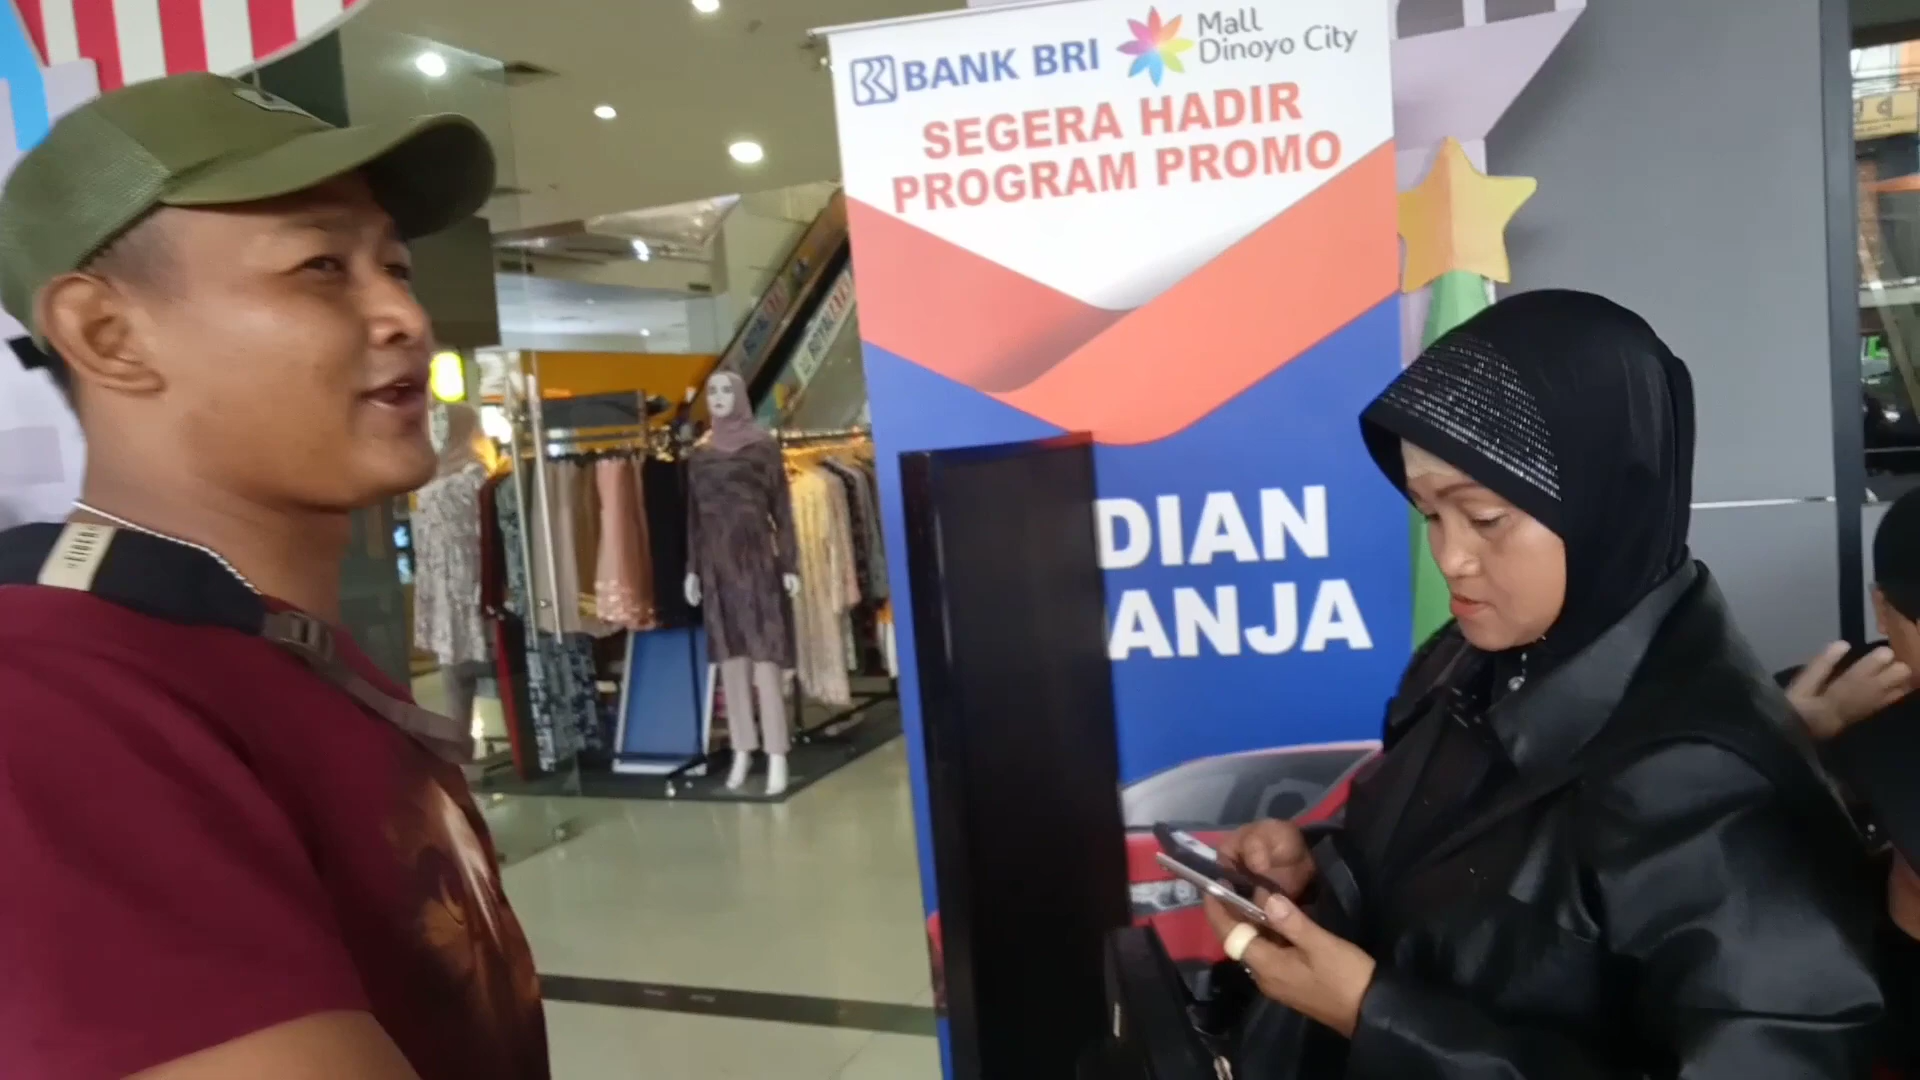 BANK BRI
Mall
Dinoyo City
SEGERA HADIR
PROGRAM PROMO
DIAN
ANJA